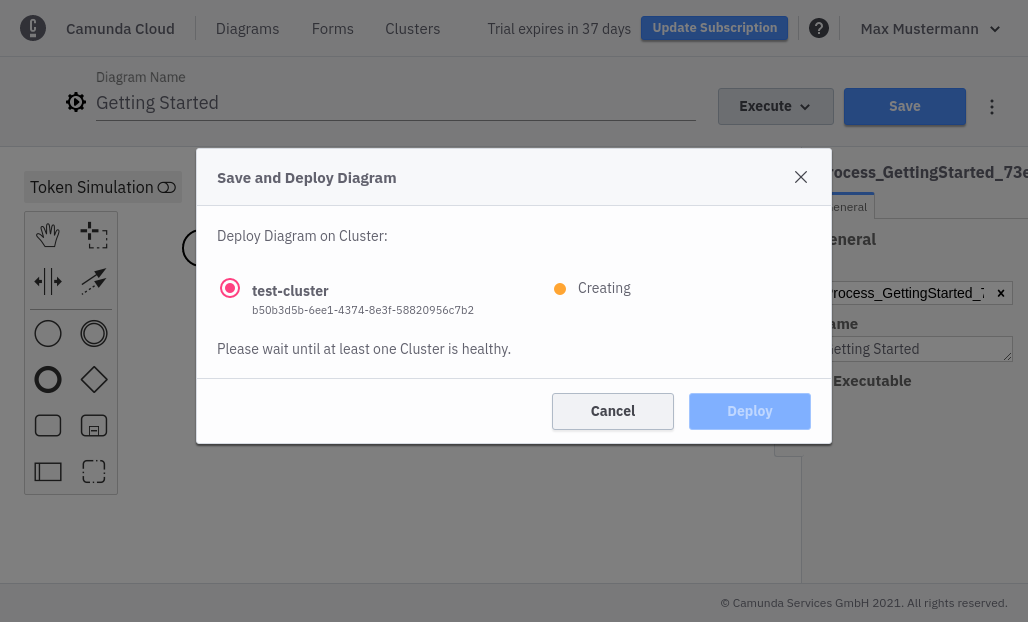 Camunda Cloud Diagrams Forms Clusters Trial expires in 37 days Update Subscription ? Max Mustermann
Diagram Name
Getting Started
Execute Save
Save and Deploy Diagram
Token Simulation
Deploy Diagram on Cluster:
test-cluster Creating
b50b3d5b-6ee1-4374-8e3f-58820956c7b2
Please wait until at least one Cluster is healthy.
Cancel Deploy
rocess_GettingStarted_73e
eneral
eneral
rocess_GettingStarted_7
ame
etting Started
Executable
© Camunda Services GmbH 2021. All rights reserved.